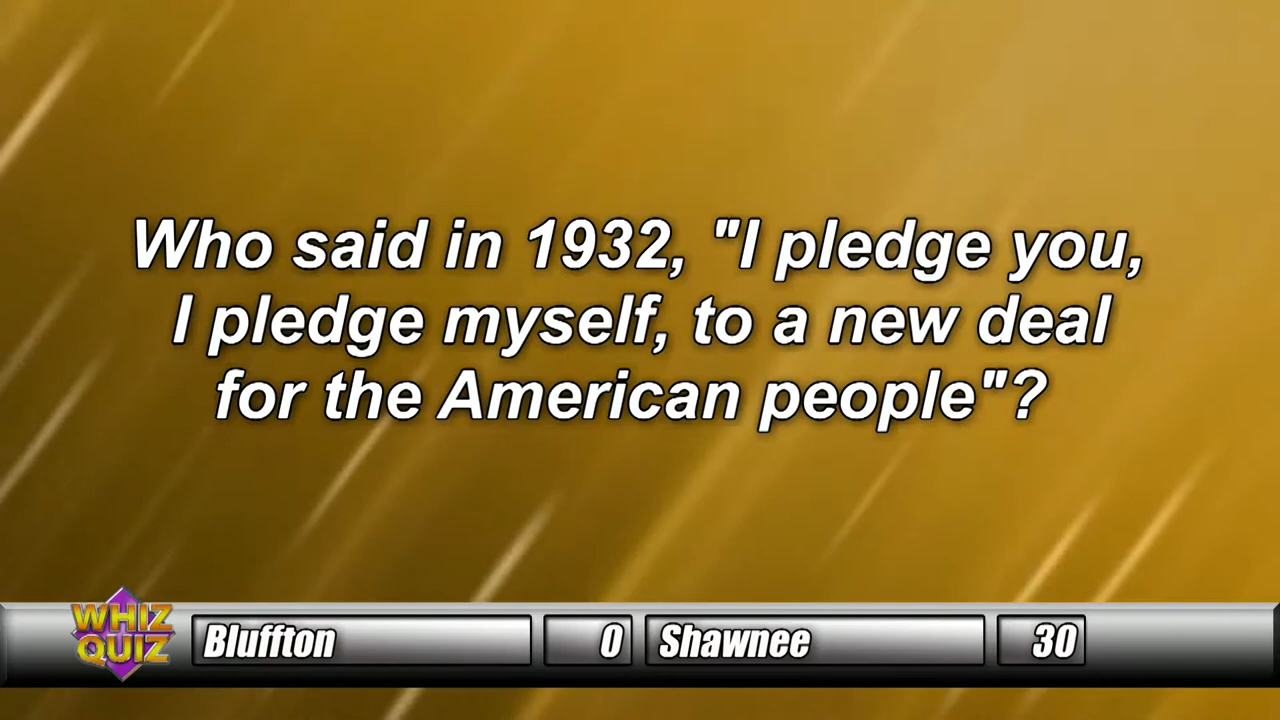 Who said in 1932, "I pledge you,
I pledge myself, to a new deal
for the American people"?
WHIZ
QUIZ
Bluffton 0 Shawnee 30